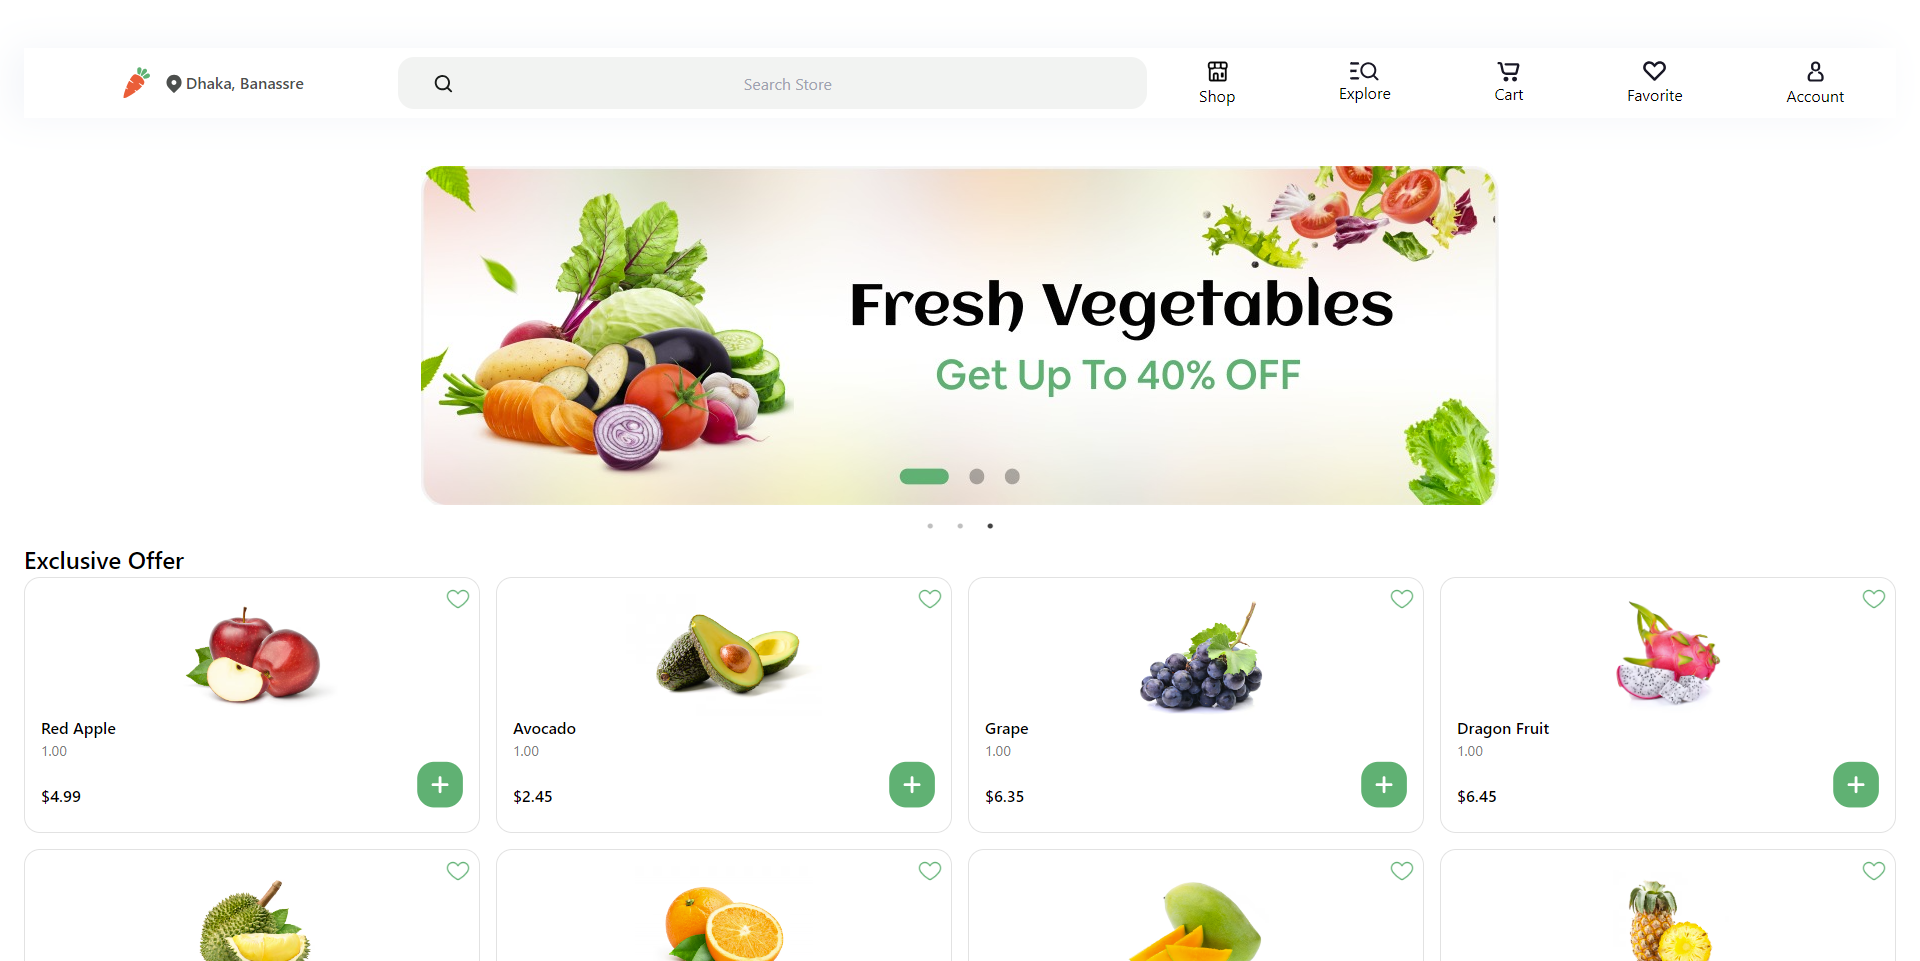 Dhaka, Banassre
Search Store
Shop
Explore
Cart
Favorite
Account
Fresh Vegetables
Get Up To 40% OFF
Exclusive Offer
Red Apple
1.00
$4.99
Avocado
1.00
$2.45
Grape
1.00
$6.35
Dragon Fruit
1.00
$6.45